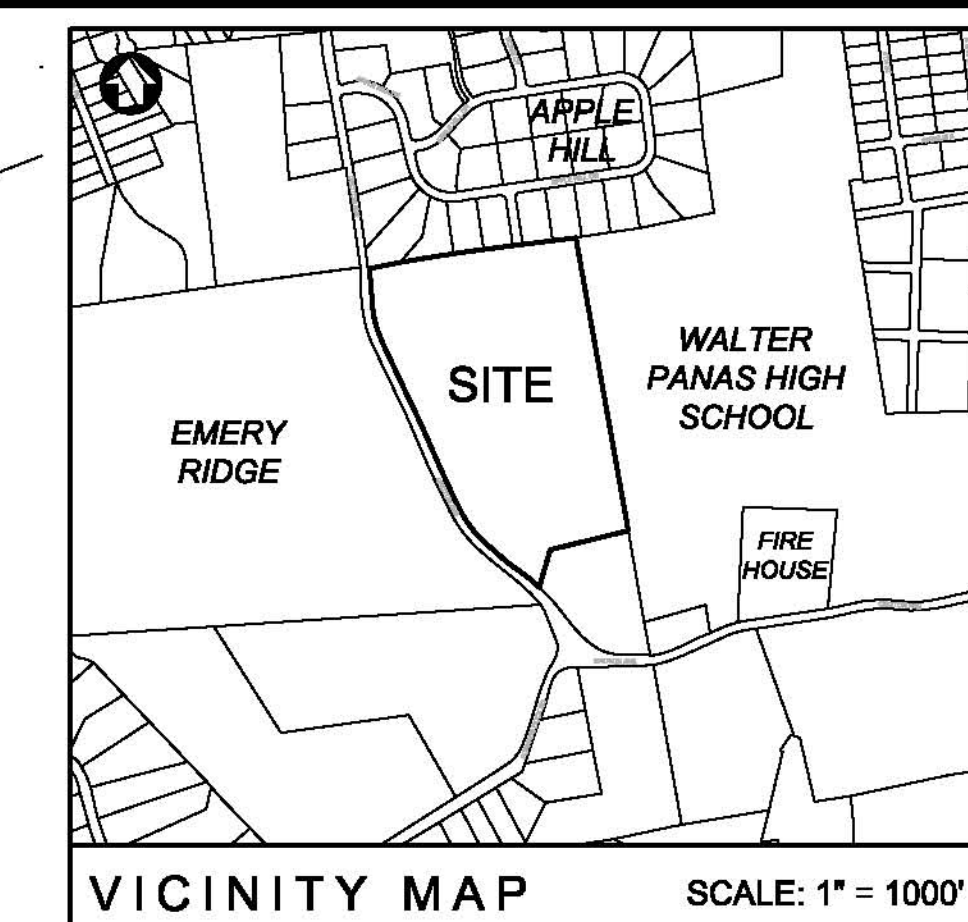 APPLE
HILL
SITE
WALTER
PANAS HIGH
SCHOOL
EMERY
RIDGE
FIRE
HOUSE
VICINITY MAP
SCALE: 1" = 1000'